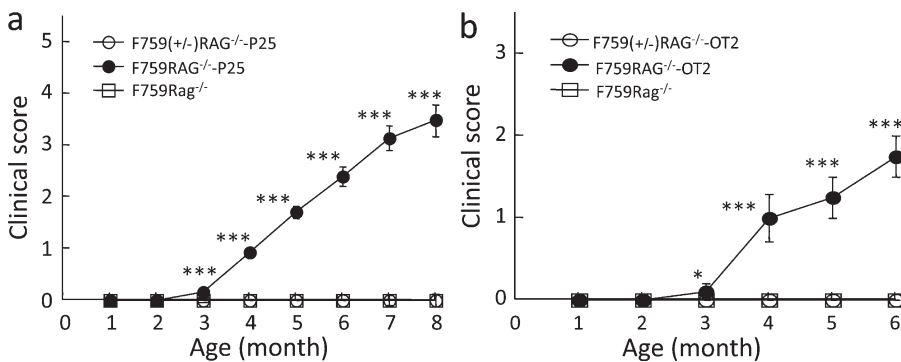 a
F759(+/-)RAG-/--P25
F759RAG-/--P25
F759Rag-/-
Clinical score
5
4
3
2
1
0
***
***
***
***
***
***
0 1 2 3 4 5 6 7 8
Age (month)
b
F759(+/-)RAG-/--OT2
F759RAG-/--OT2
F759Rag-/-
Clinical score
3
2
1
0
*
***
***
***
0 1 2 3 4 5 6
Age (month)